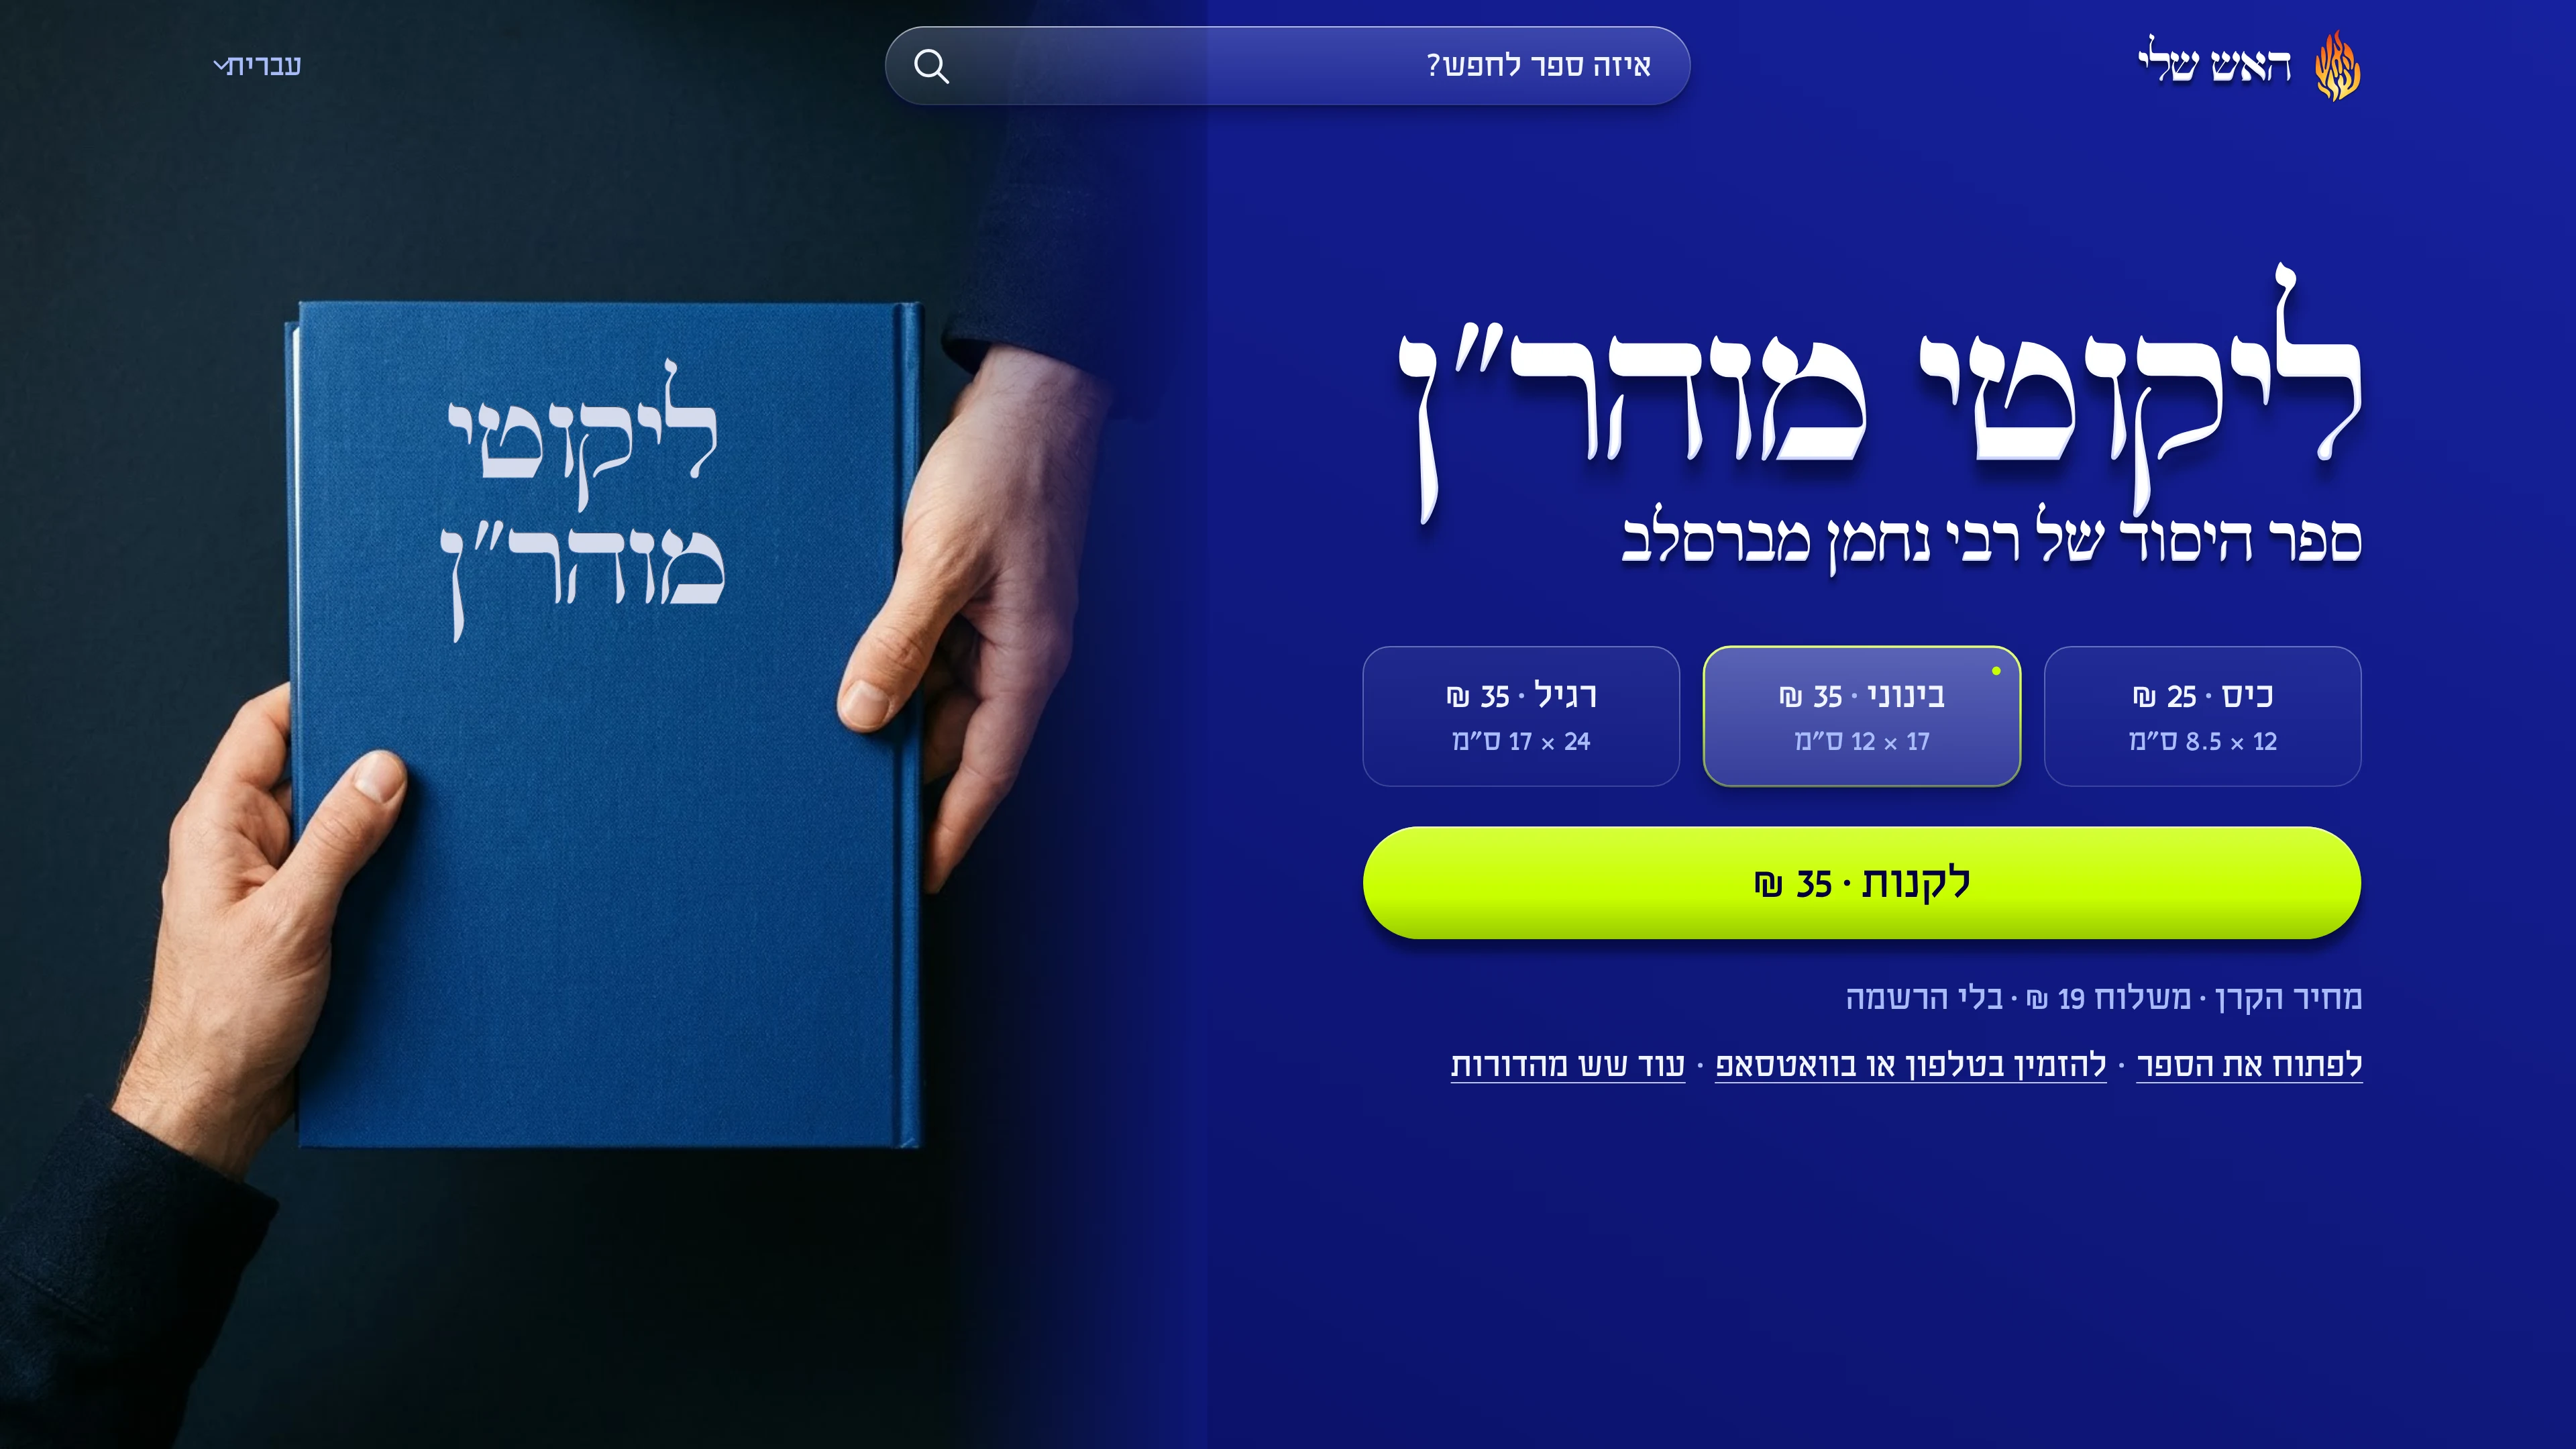 האש שלי
איזה ספר לחפש?
עברית
ליקוטי מוהר״ן
ספר היסוד של רבי נחמן מברסלב
כיס · 25 ₪
12 × 8.5 ס״מ
בינוני · 35 ₪
17 × 12 ס״מ
רגיל · 35 ₪
24 × 17 ס״מ
לקנות · 35 ₪
מחיר הקרן · משלוח 19 ₪ · בלי הרשמה
לפתוח את הספר · להזמין בטלפון או בוואטסאפ · עוד שש מהדורות
ליקוטי
מוהר״ן